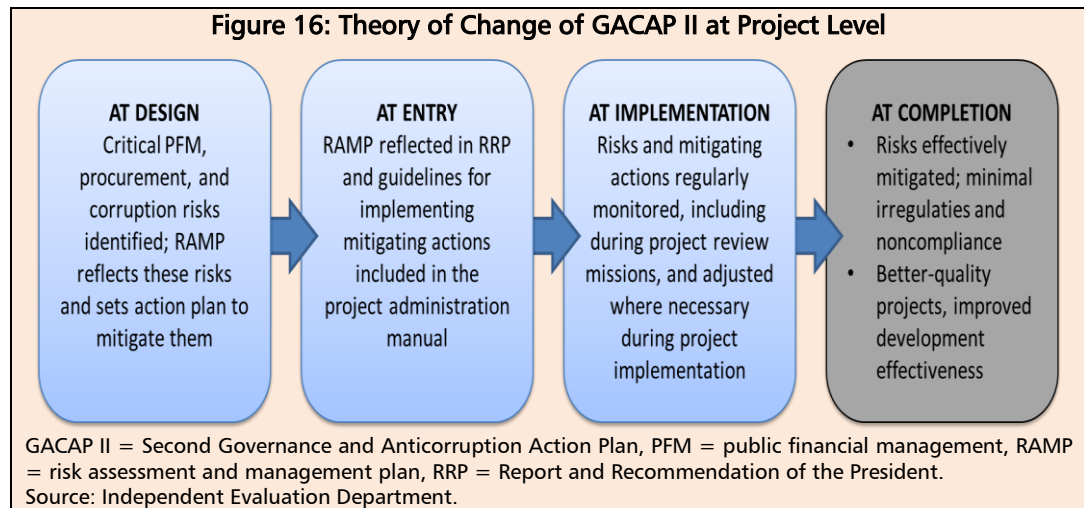 Figure 16: Theory of Change of GACAP II at Project Level
AT DESIGN
Critical PFM,
procurement, and
corruption risks
identified; RAMP
reflects these risks
and sets action plan to
mitigate them
AT ENTRY
RAMP reflected in RRP
and guidelines for
implementing
mitigating actions
included in the
project administration
manual
AT IMPLEMENTATION
Risks and mitigating
actions regularly
monitored, including
during project review
missions, and adjusted
where necessary
during project
implementation
AT COMPLETION
• Risks effectively
mitigated; minimal
irregulaties and
noncompliance
• Better-quality
projects, improved
development
effectiveness
GACAP II = Second Governance and Anticorruption Action Plan, PFM = public financial management, RAMP
= risk assessment and management plan, RRP = Report and Recommendation of the President.
Source: Independent Evaluation Department.